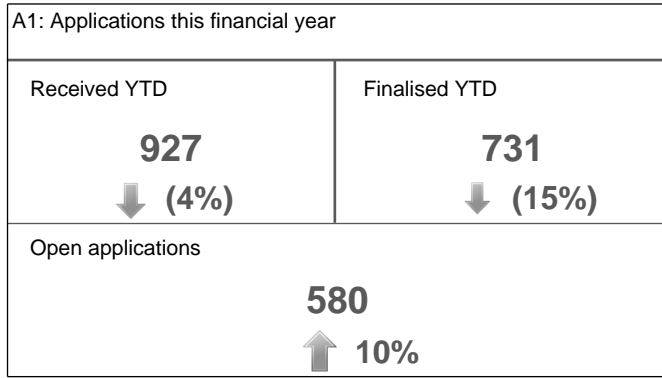 A1: Applications this financial year
Received YTD
927
(4%)
Finalised YTD
731
(15%)
Open applications
580
10%